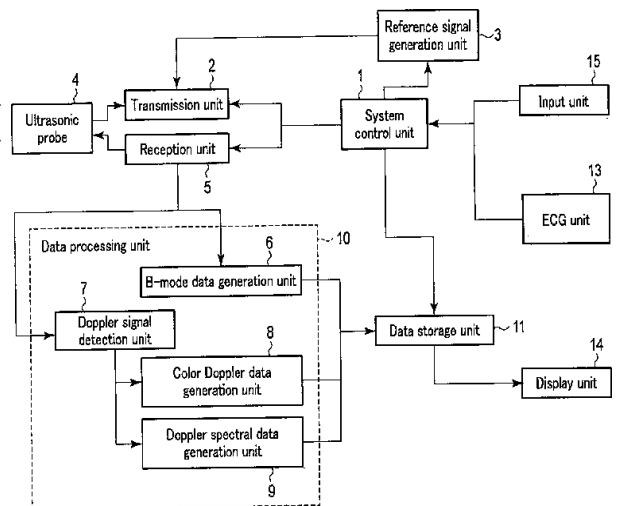 Reference signal
generation unit
3
4
2
1
15
Transmission unit
Ultrasonic
probe
System
control unit
Input unit
Reception unit
5
13
ECG unit
10
Data processing unit
6
B-mode data generation unit
7
Doppler signal
detection unit
Data storage unit
11
8
Color Doppler data
generation unit
14
Display unit
Doppler spectral data
generation unit
9